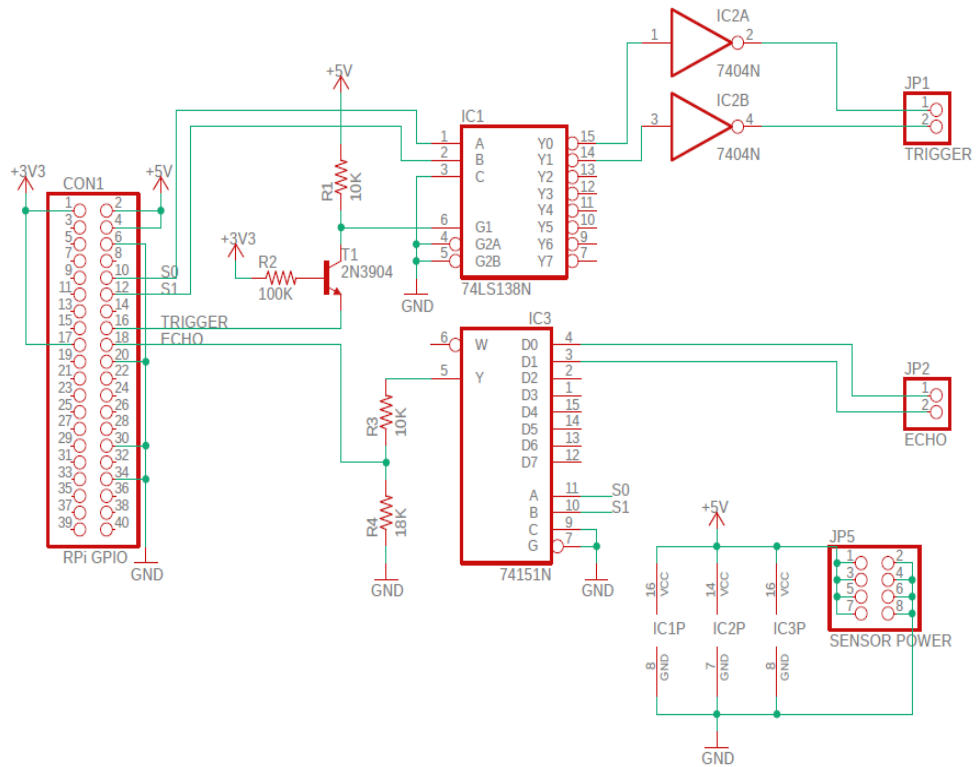 IC2A
1
2
7404N
IC2B
3
4
7404N
JP1
1
2
TRIGGER
+5V
R1
10K
IC1
1 A Y0 15
2 B Y1 14
3 C Y2 13
Y3 12
Y4 11
6 G1 Y5 10
4 G2A Y6 9
5 G2B Y7 7
74LS138N
GND
+3V3
+5V
CON1
1 2
3 4
5 6
7 8
9 10 S0
11 12 S1
13 14
15 16 TRIGGER
17 18 ECHO
19 20
21 22
23 24
25 26
27 28
29 30
31 32
33 34
35 36
37 38
39 40
RPi GPIO
GND
+3V3
R2
100K
T1
2N3904
IC3
6 W D0 4
5 Y D1 3
D2 2
D3 1
D4 15
D5 14
D6 13
D7 12
A 11 S0
B 10 S1
C 9
G 7
74151N
GND
R3
10K
R4
18K
GND
JP2
1
2
ECHO
+5V
16 VCC
14 VCC
16 VCC
IC1P
IC2P
IC3P
8 GND
7 GND
8 GND
GND
JP5
1 2
3 4
5 6
7 8
SENSOR POWER